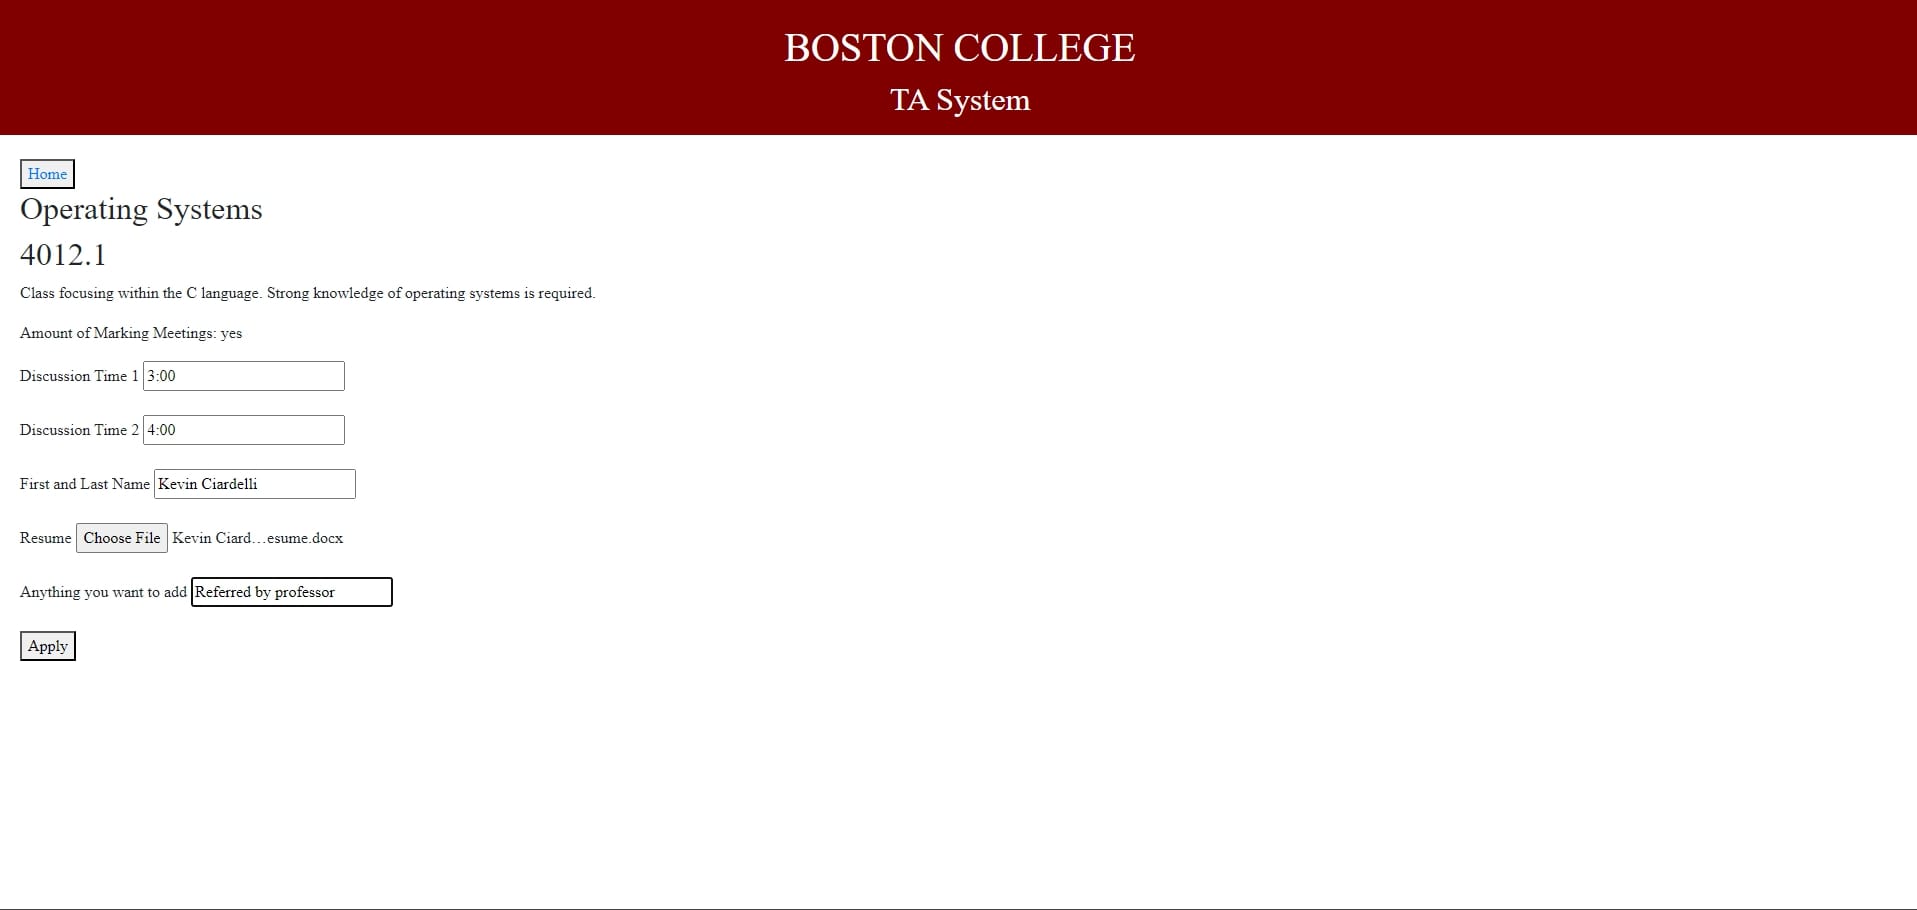 BOSTON COLLEGE
TA System
Home
Operating Systems
4012.1
Class focusing within the C language. Strong knowledge of operating systems is required.
Amount of Marking Meetings: yes
Discussion Time 1 3:00
Discussion Time 2 4:00
First and Last Name Kevin Ciardelli
Resume Choose File Kevin Ciard…esume.docx
Anything you want to add Referred by professor
Apply